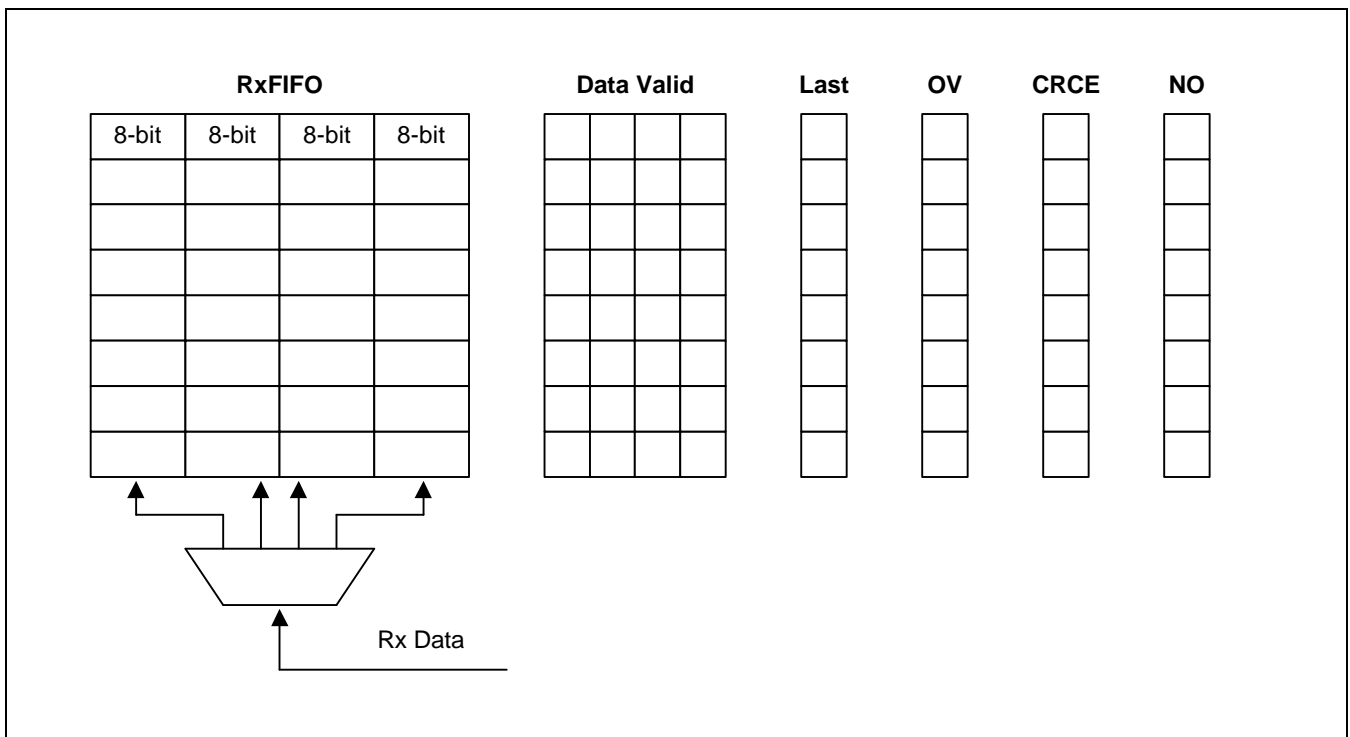 RxFIFO Data Valid Last OV CRCE NO
8-bit 8-bit 8-bit 8-bit
Rx Data